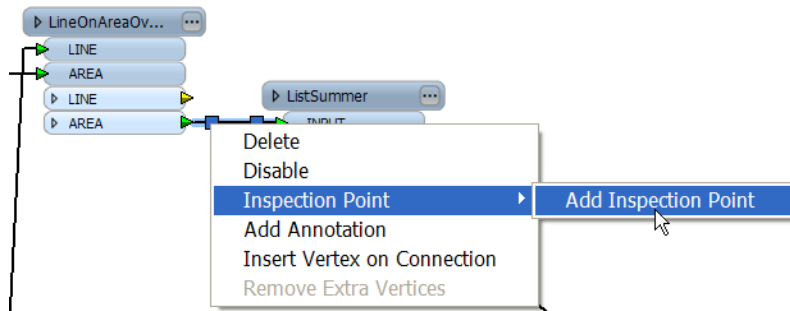 LineOnAreaOv...
LINE
AREA
LINE
AREA
ListSummer
INPUT
Delete
Disable
Inspection Point
Add Inspection Point
Add Annotation
Insert Vertex on Connection
Remove Extra Vertices